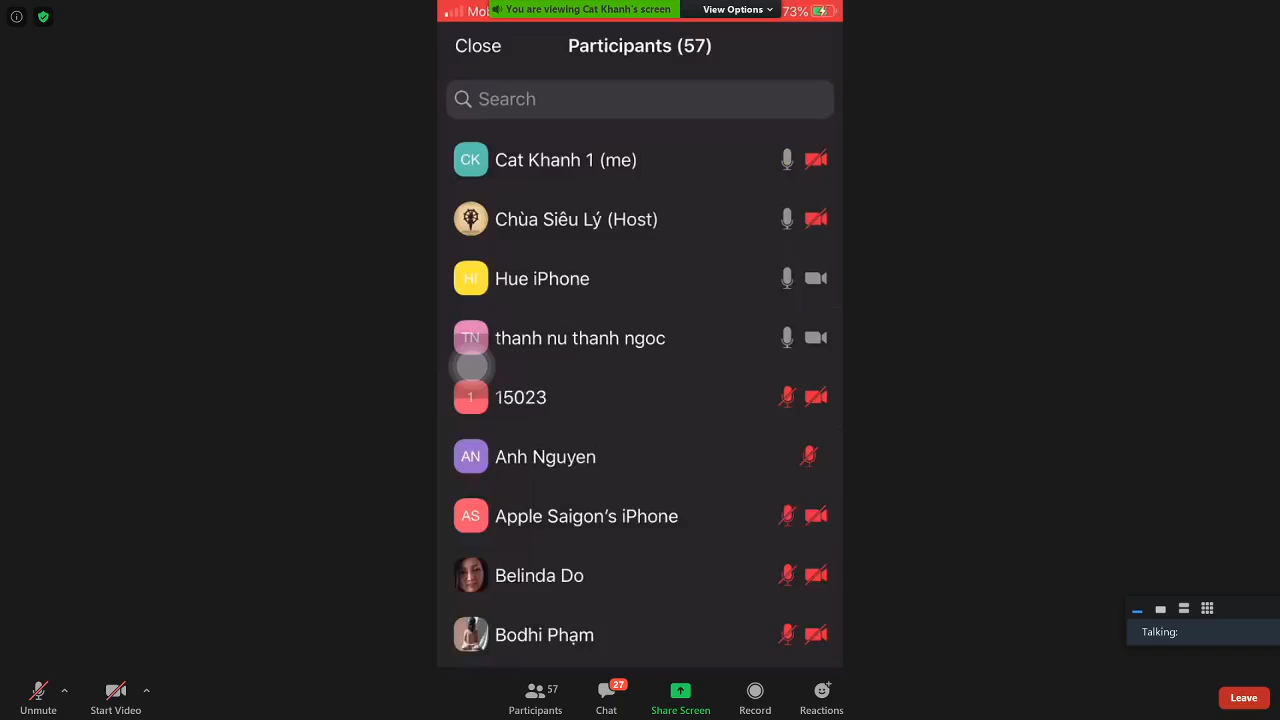 You are viewing Cat Khanh's screen
View Options
73%
Close
Participants (57)
Search
CK
Cat Khanh 1 (me)
Chùa Siêu Lý (Host)
HI
Hue iPhone
TN
thanh nu thanh ngoc
1
15023
AN
Anh Nguyen
AS
Apple Saigon’s iPhone
Belinda Do
Bodhi Phạm
Talking:
57
27
Unmute
Start Video
Participants
Chat
Share Screen
Record
Reactions
Leave